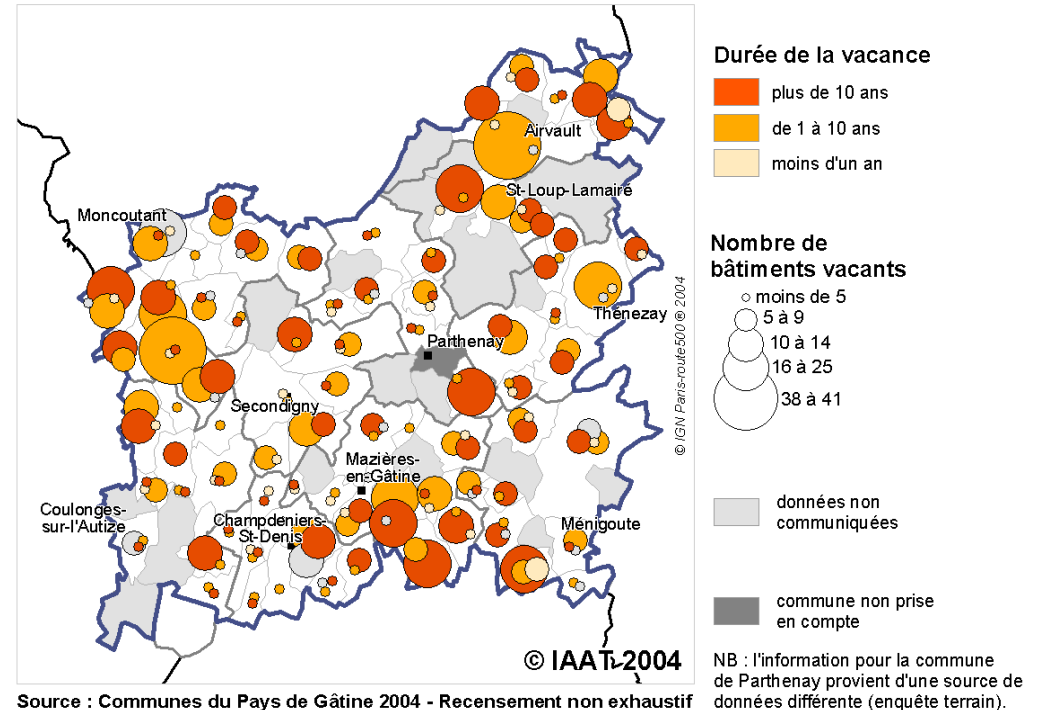 Durée de la vacance
plus de 10 ans
de 1 à 10 ans
moins d'un an
Nombre de
bâtiments vacants
moins de 5
5 à 9
10 à 14
16 à 25
38 à 41
données non
communiquées
commune non prise
en compte
NB : l'information pour la commune
de Parthenay provient d'une source de
données différente (enquête terrain).
Airvault
St-Loup-Lamaire
Moncoutant
Thénezay
Parthenay
Secondigny
Mazières-
en-Gâtine
Coulonges-
sur-l'Autize
Champdeniers-
St-Denis
Ménigoute
© IGN Paris-route500 ® 2004
© IAAT 2004
Source : Communes du Pays de Gâtine 2004 - Recensement non exhaustif